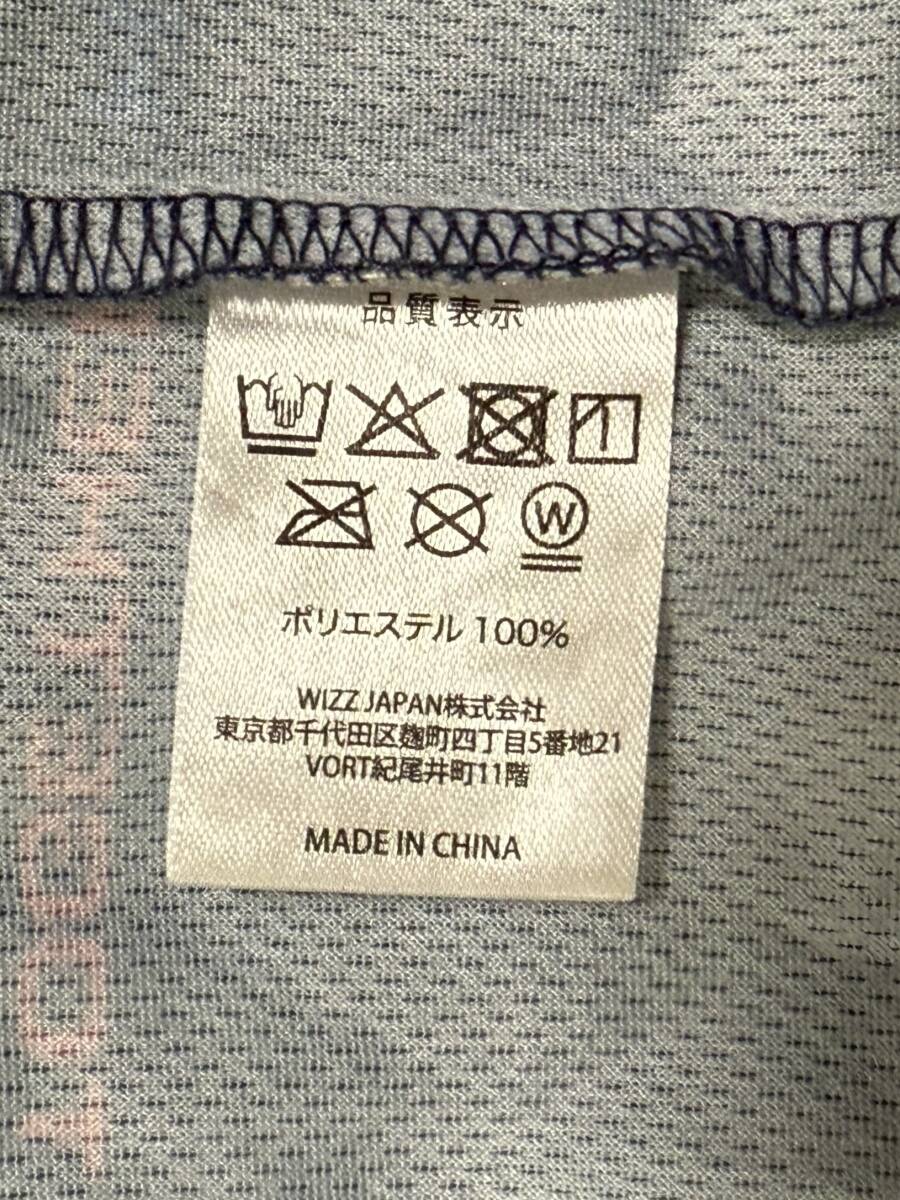 品質表示
W
ポリエステル 100%
WIZZ JAPAN株式会社
東京都千代田区麹町四丁目5番地21
VORT紀尾井町11階
MADE IN CHINA